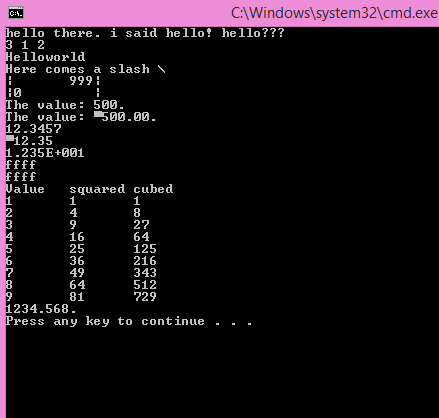 C:\Windows\system32\cmd.exe
hello there. i said hello! hello???
3 1 2
Helloworld
Here comes a slash \
¦       999¦
¦0         ¦
The value: 500.
The value: ▀500.00.
12.3457
▀12.35
1.235E+001
ffff
ffff
Value   squared cubed
1       1       1
2       4       8
3       9       27
4       16      64
5       25      125
6       36      216
7       49      343
8       64      512
9       81      729
1234.568.
Press any key to continue . . .